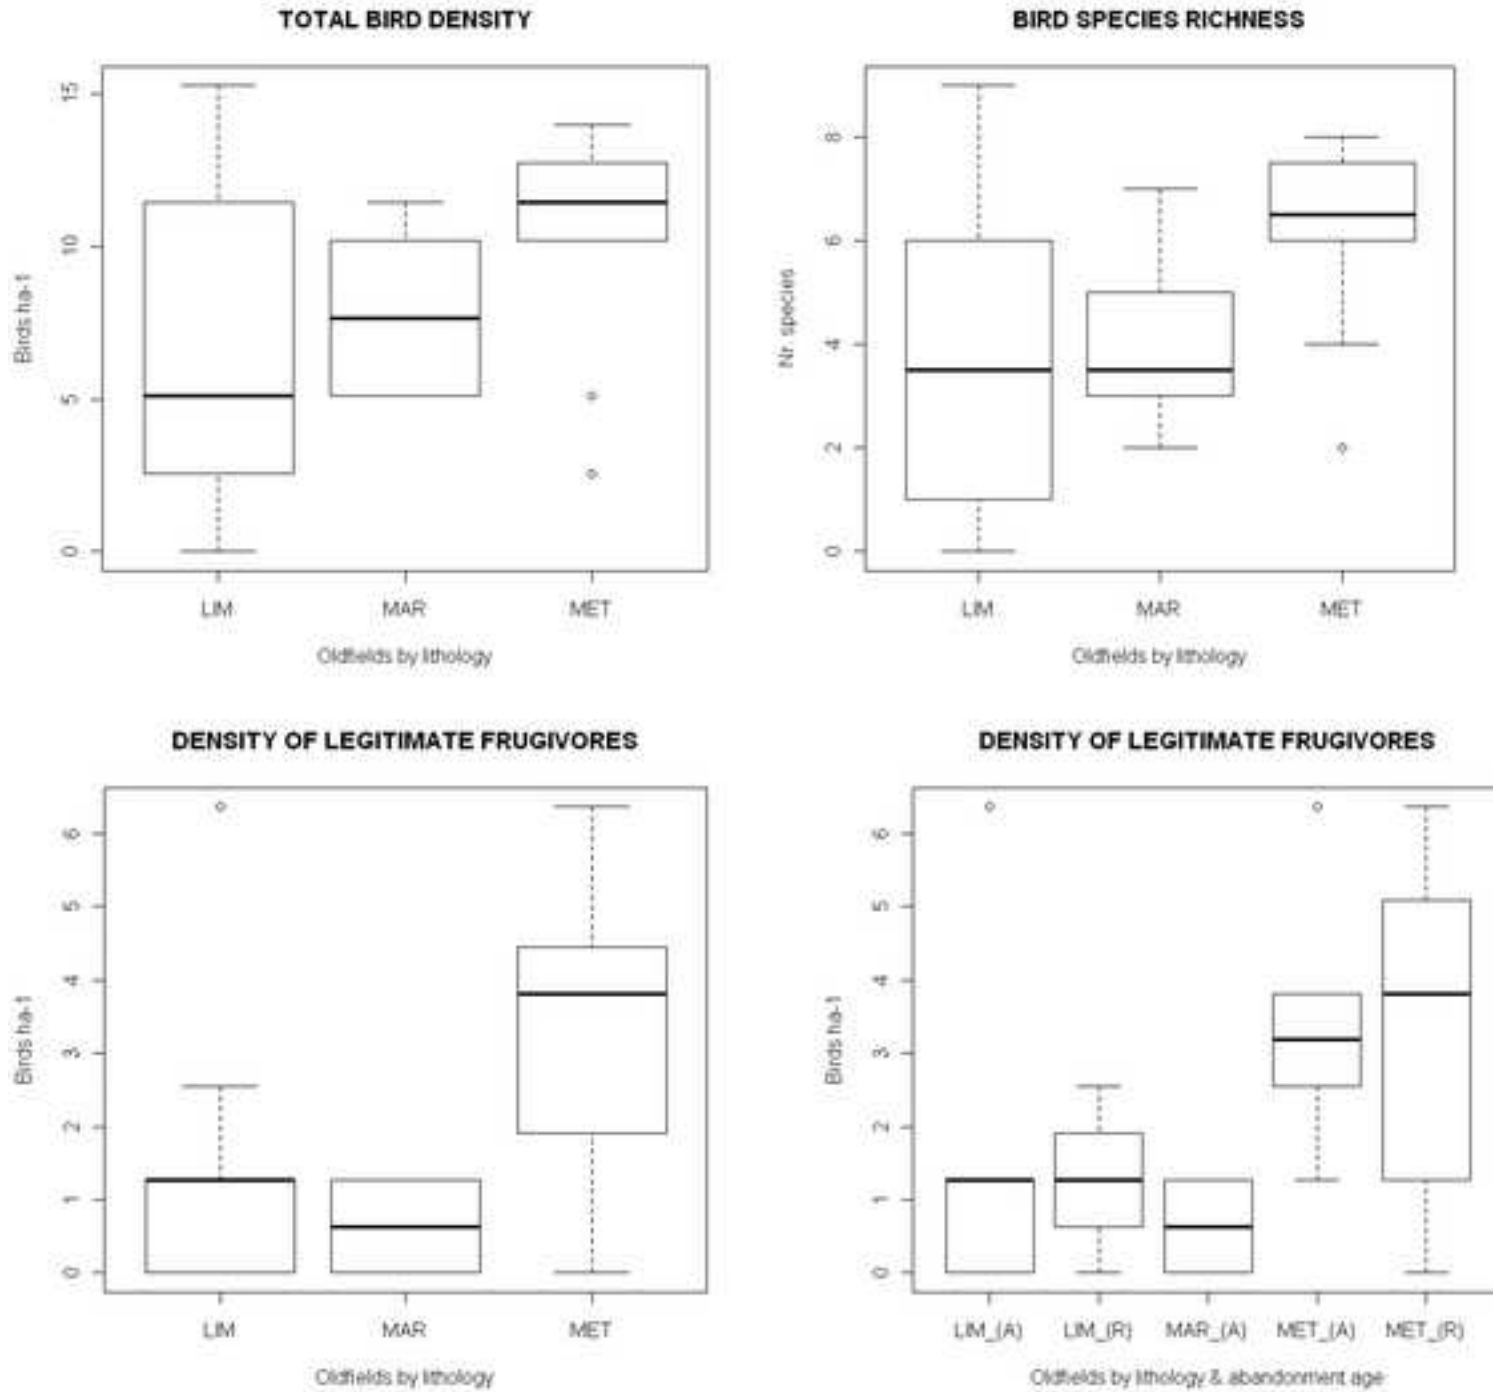 TOTAL BIRD DENSITY
Birds ha-1
15
10
5
0
LIM MAR MET
Oldfields by lithology
BIRD SPECIES RICHNESS
Nr. species
8
6
4
2
0
LIM MAR MET
Oldfields by lithology
DENSITY OF LEGITIMATE FRUGIVORES
Birds ha-1
6
5
4
3
2
1
0
LIM MAR MET
Oldfields by lithology
DENSITY OF LEGITIMATE FRUGIVORES
Birds ha-1
6
5
4
3
2
1
0
LIM_(A) LIM_(R) MAR_(A) MET_(A) MET_(R)
Oldfields by lithology & abandonment age